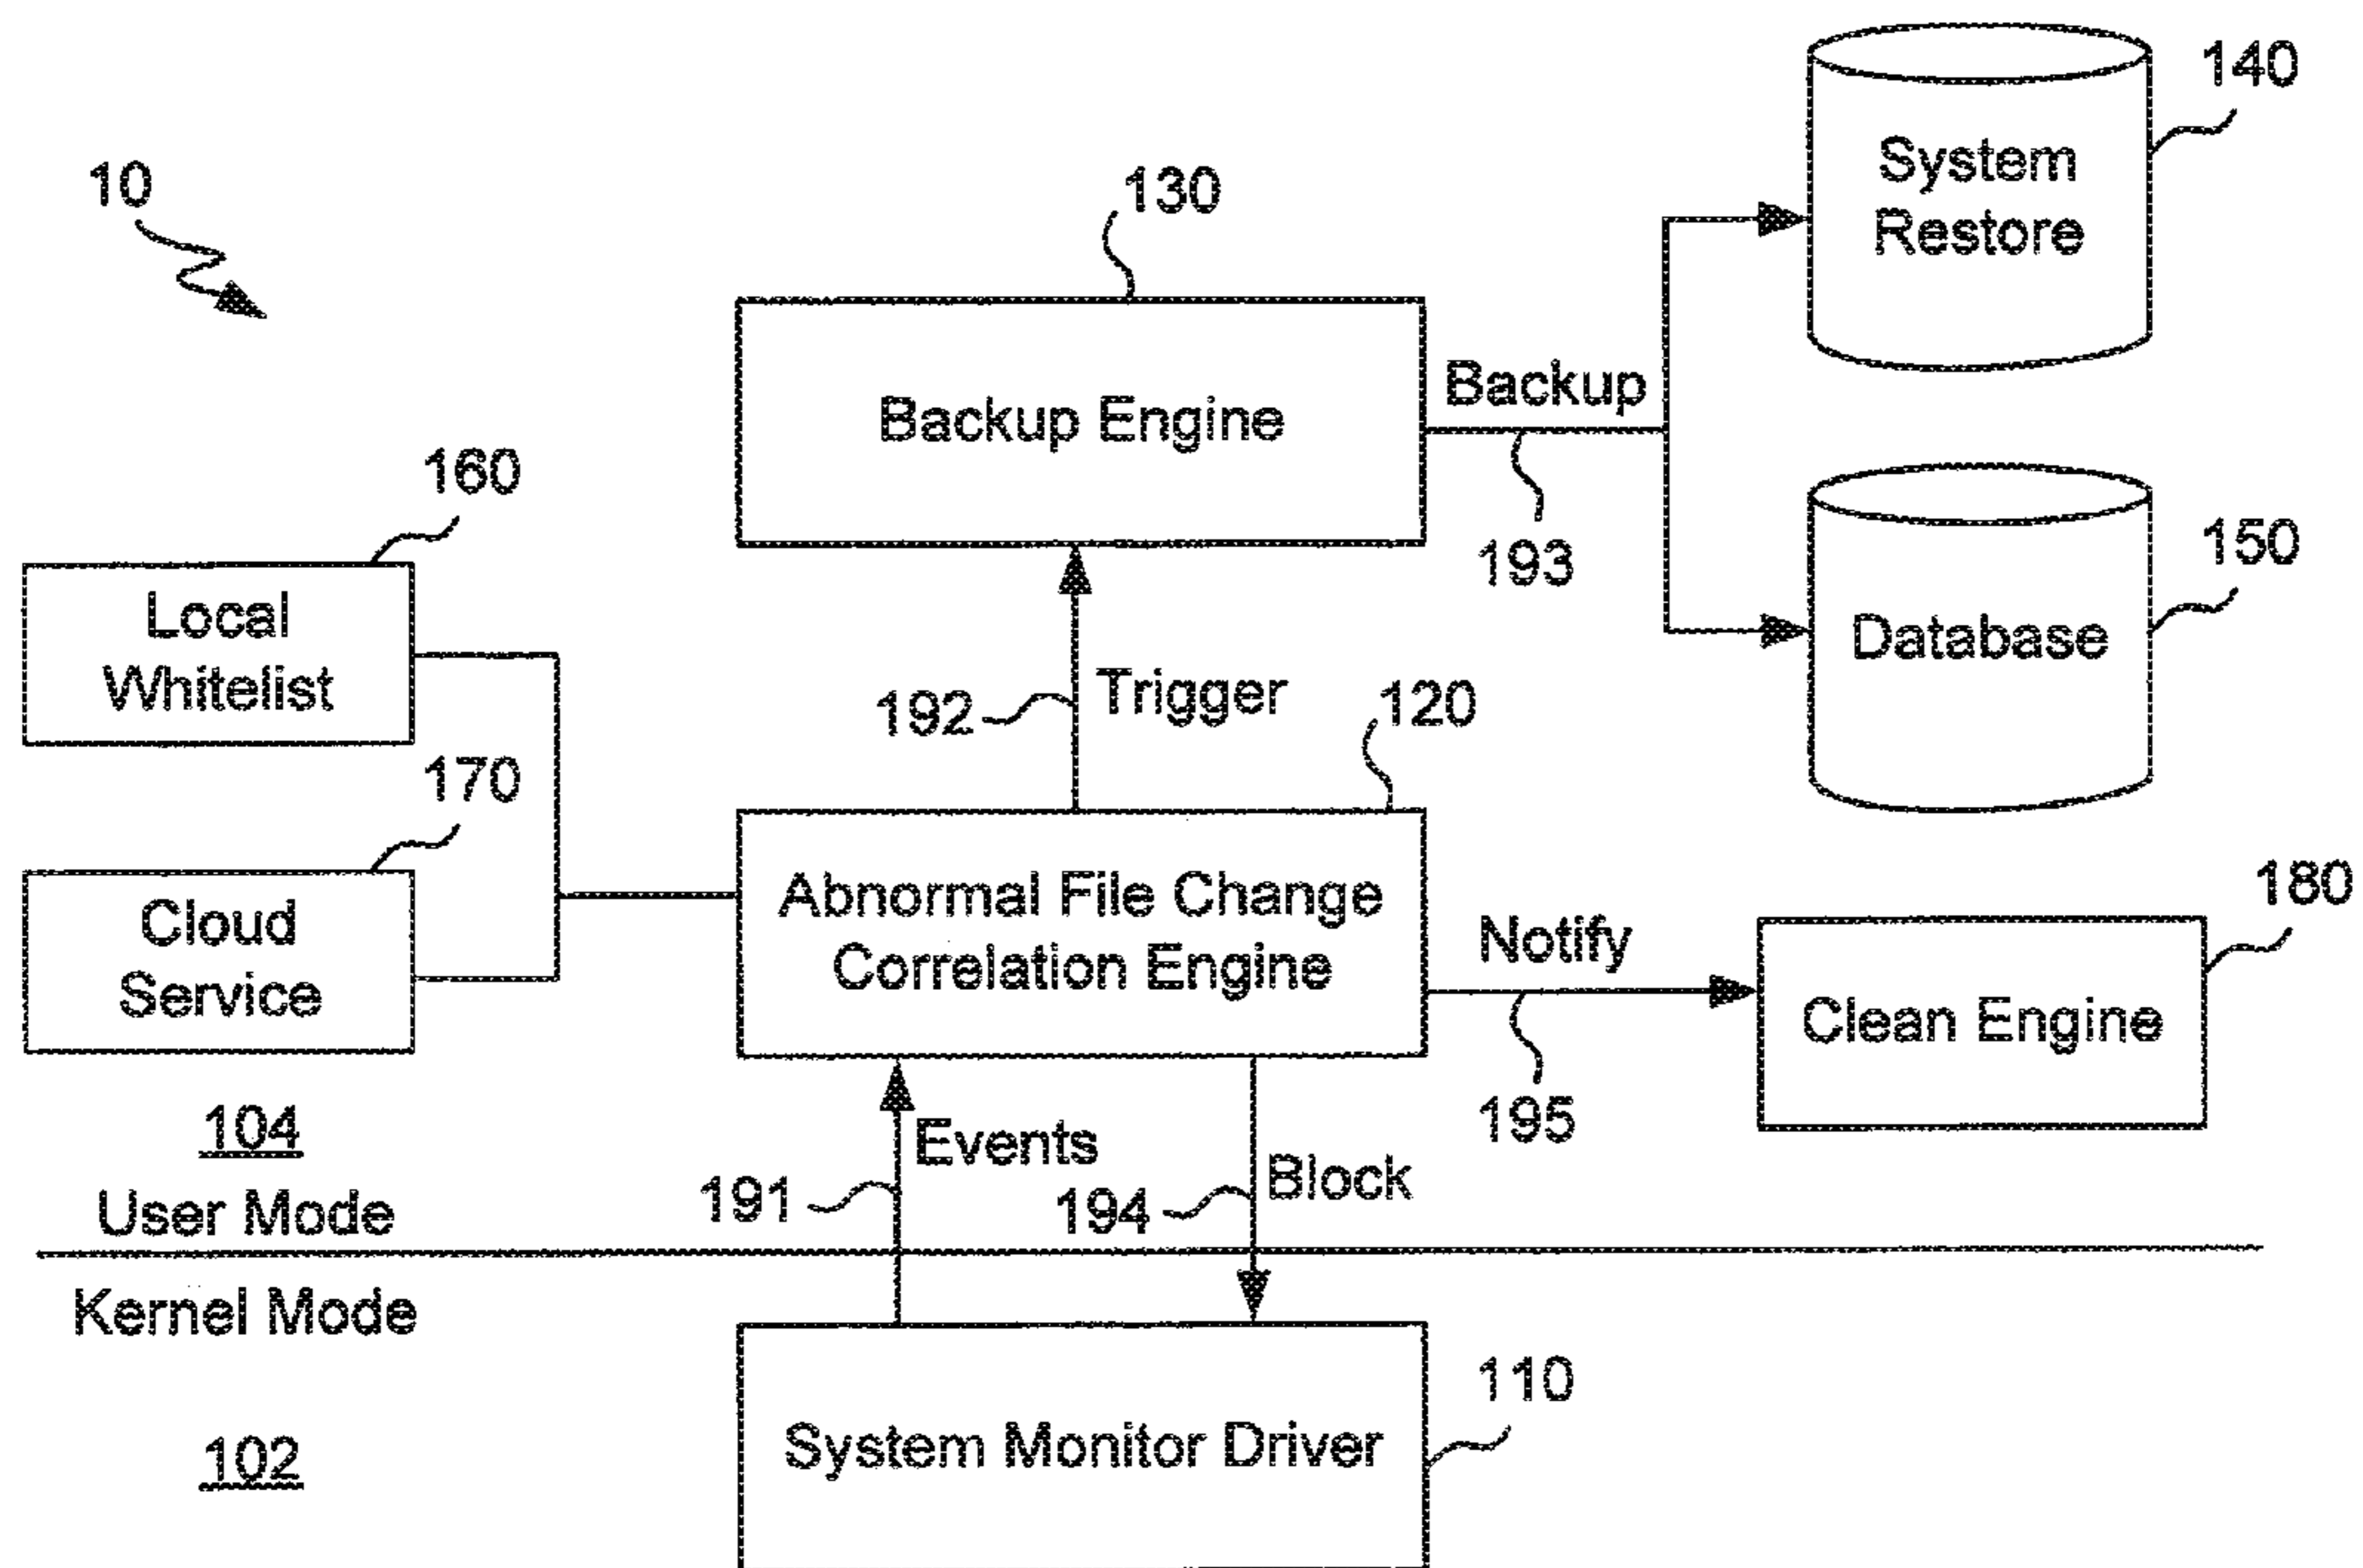 10
130
140
System
Restore
Backup Engine
Backup
193
160
Local
Whitelist
150
Database
192
Trigger
120
170
Cloud
Service
Abnormal File Change
Correlation Engine
Notify
195
180
Clean Engine
104
User Mode
191
Events
194
Block
Kernel Mode
102
System Monitor Driver
110